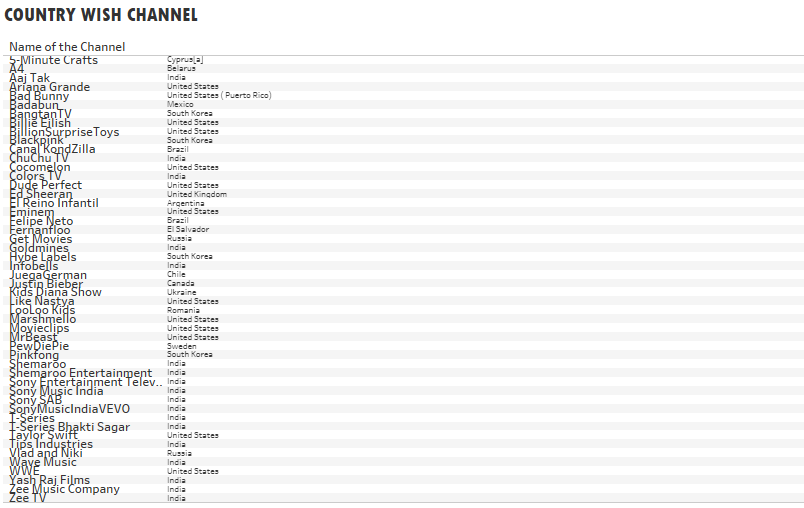 COUNTRY WISH CHANNEL
Name of the Channel
5-Minute Crafts Cyprus[a]
A4 Belarus
Aaj Tak India
Ariana Grande United States
Bad Bunny United States ( Puerto Rico)
Badabun Mexico
BangtanTV South Korea
Billie Eilish United States
BillionSurpriseToys United States
Blackpink South Korea
Canal KondZilla Brazil
ChuChu TV India
Cocomelon United States
Colors TV India
Dude Perfect United States
Ed Sheeran United Kingdom
El Reino Infantil Argentina
Eminem United States
Felipe Neto Brazil
Fernanfloo El Salvador
Get Movies Russia
Goldmines India
Hybe Labels South Korea
Infobells India
JuegaGerman Chile
Justin Bieber Canada
Kids Diana Show Ukraine
Like Nastya United States
LooLoo Kids Romania
Marshmello United States
Movieclips United States
MrBeast United States
PewDiePie Sweden
Pinkfong South Korea
Shemaroo India
Shemaroo Entertainment India
Sony Entertainment Telev.. India
Sony Music India India
Sony SAB India
SonyMusicIndiaVEVO India
T-Series India
T-Series Bhakti Sagar India
Taylor Swift United States
Tips Industries India
Vlad and Niki Russia
Wave Music India
WWE United States
Yash Raj Films India
Zee Music Company India
Zee TV India